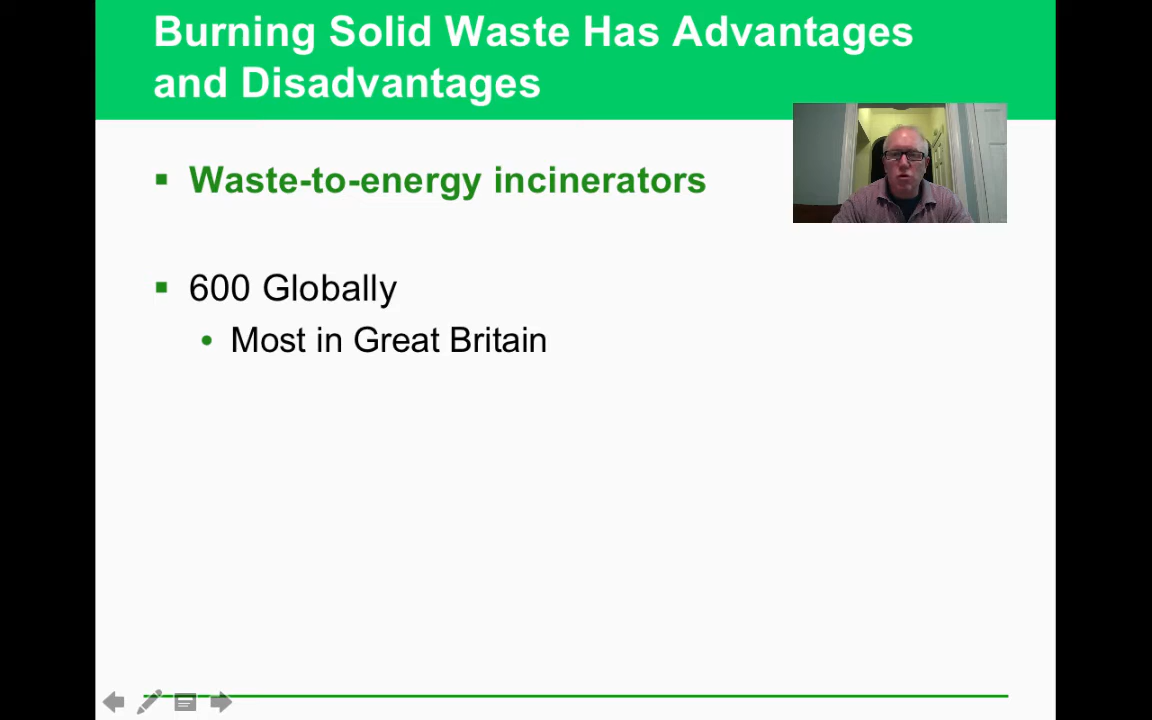 Burning Solid Waste Has Advantages
and Disadvantages
Waste-to-energy incinerators
600 Globally
Most in Great Britain